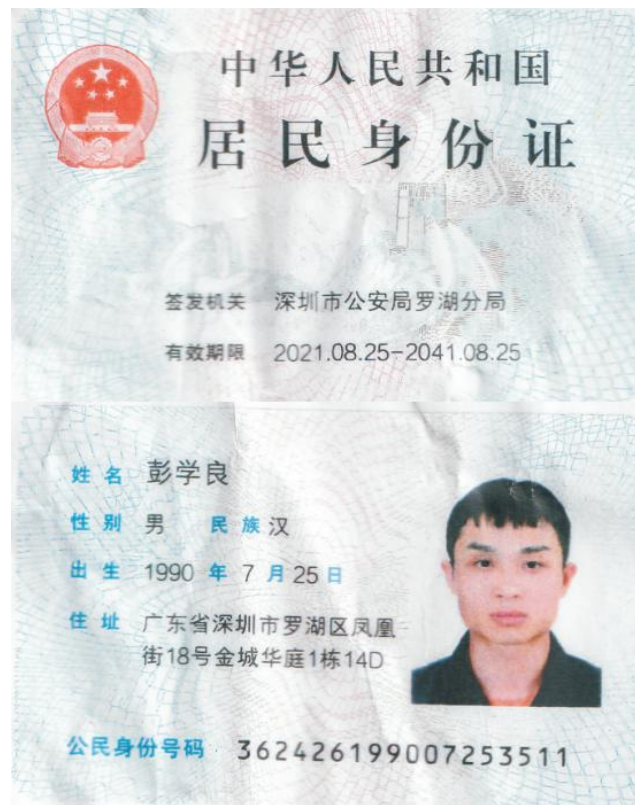 中华人民共和国
居民身份证
签发机关 深圳市公安局罗湖分局
有效期限 2021.08.25-2041.08.25
姓名 彭学良
性别 男 民族 汉
出生 1990 年 7 月 25 日
住址 广东省深圳市罗湖区凤凰
街18号金城华庭1栋14D
公民身份号码 362426199007253511